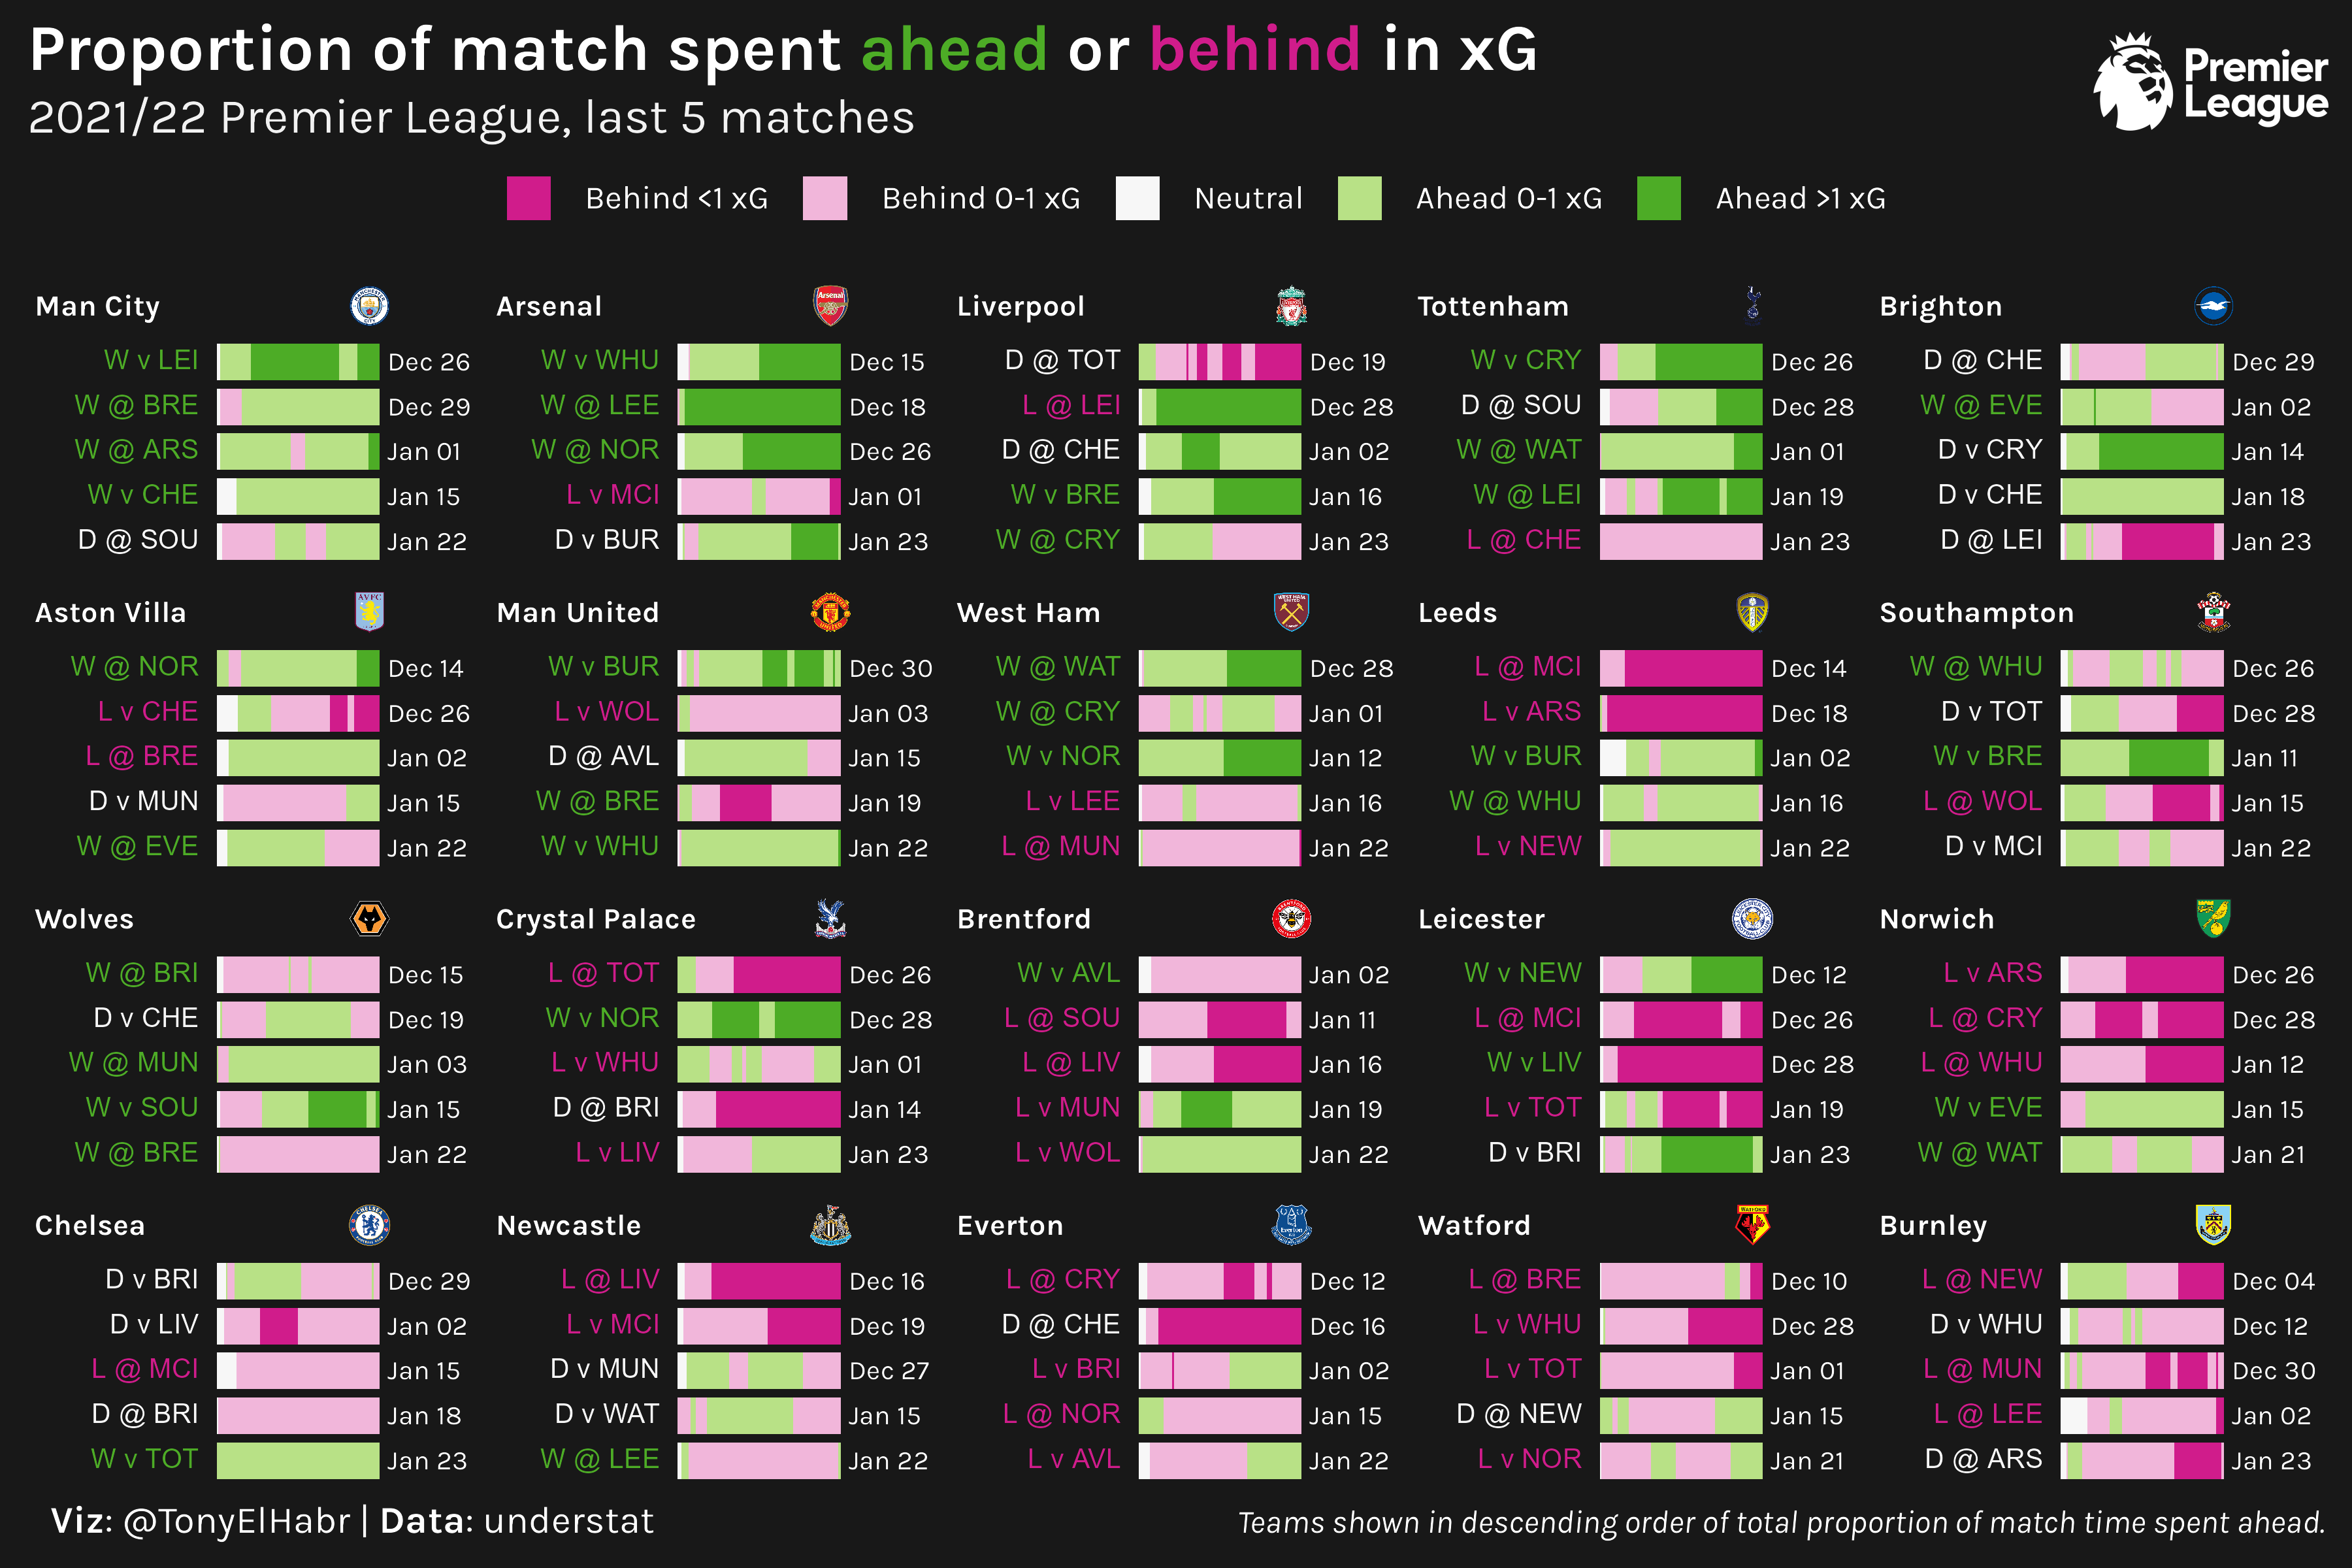 Proportion of match spent ahead or behind in xG
2021/22 Premier League, last 5 matches
Premier
League
Behind <1 xG Behind 0-1 xG Neutral Ahead 0-1 xG Ahead >1 xG
Man City
W v LEI Dec 26
W @ BRE Dec 29
W @ ARS Jan 01
W v CHE Jan 15
D @ SOU Jan 22
Arsenal
W v WHU Dec 15
W @ LEE Dec 18
W @ NOR Dec 26
L v MCI Jan 01
D v BUR Jan 23
Liverpool
D @ TOT Dec 19
L @ LEI Dec 28
D @ CHE Jan 02
W v BRE Jan 16
W @ CRY Jan 23
Tottenham
W v CRY Dec 26
D @ SOU Dec 28
W @ WAT Jan 01
W @ LEI Jan 19
L @ CHE Jan 23
Brighton
D @ CHE Dec 29
W @ EVE Jan 02
D v CRY Jan 14
D v CHE Jan 18
D @ LEI Jan 23
Aston Villa
W @ NOR Dec 14
L v CHE Dec 26
L @ BRE Jan 02
D v MUN Jan 15
W @ EVE Jan 22
Man United
W v BUR Dec 30
L v WOL Jan 03
D @ AVL Jan 15
W @ BRE Jan 19
W v WHU Jan 22
West Ham
W @ WAT Dec 28
W @ CRY Jan 01
W v NOR Jan 12
L v LEE Jan 16
L @ MUN Jan 22
Leeds
L @ MCI Dec 14
L v ARS Dec 18
W v BUR Jan 02
W @ WHU Jan 16
L v NEW Jan 22
Southampton
W @ WHU Dec 26
D v TOT Dec 28
W v BRE Jan 11
L @ WOL Jan 15
D v MCI Jan 22
Wolves
W @ BRI Dec 15
D v CHE Dec 19
W @ MUN Jan 03
W v SOU Jan 15
W @ BRE Jan 22
Crystal Palace
L @ TOT Dec 26
W v NOR Dec 28
L v WHU Jan 01
D @ BRI Jan 14
L v LIV Jan 23
Brentford
W v AVL Jan 02
L @ SOU Jan 11
L @ LIV Jan 16
L v MUN Jan 19
L v WOL Jan 22
Leicester
W v NEW Dec 12
L @ MCI Dec 26
W v LIV Dec 28
L v TOT Jan 19
D v BRI Jan 23
Norwich
L v ARS Dec 26
L @ CRY Dec 28
L @ WHU Jan 12
W v EVE Jan 15
W @ WAT Jan 21
Chelsea
D v BRI Dec 29
D v LIV Jan 02
L @ MCI Jan 15
D @ BRI Jan 18
W v TOT Jan 23
Newcastle
L @ LIV Dec 16
L v MCI Dec 19
D v MUN Dec 27
D v WAT Jan 15
W @ LEE Jan 22
Everton
L @ CRY Dec 12
D @ CHE Dec 16
L v BRI Jan 02
L @ NOR Jan 15
L v AVL Jan 22
Watford
L @ BRE Dec 10
L v WHU Dec 28
L v TOT Jan 01
D @ NEW Jan 15
L v NOR Jan 21
Burnley
L @ NEW Dec 04
D v WHU Dec 12
L @ MUN Dec 30
L @ LEE Jan 02
D @ ARS Jan 23
Viz: @TonyElHabr | Data: understat
Teams shown in descending order of total proportion of match time spent ahead.